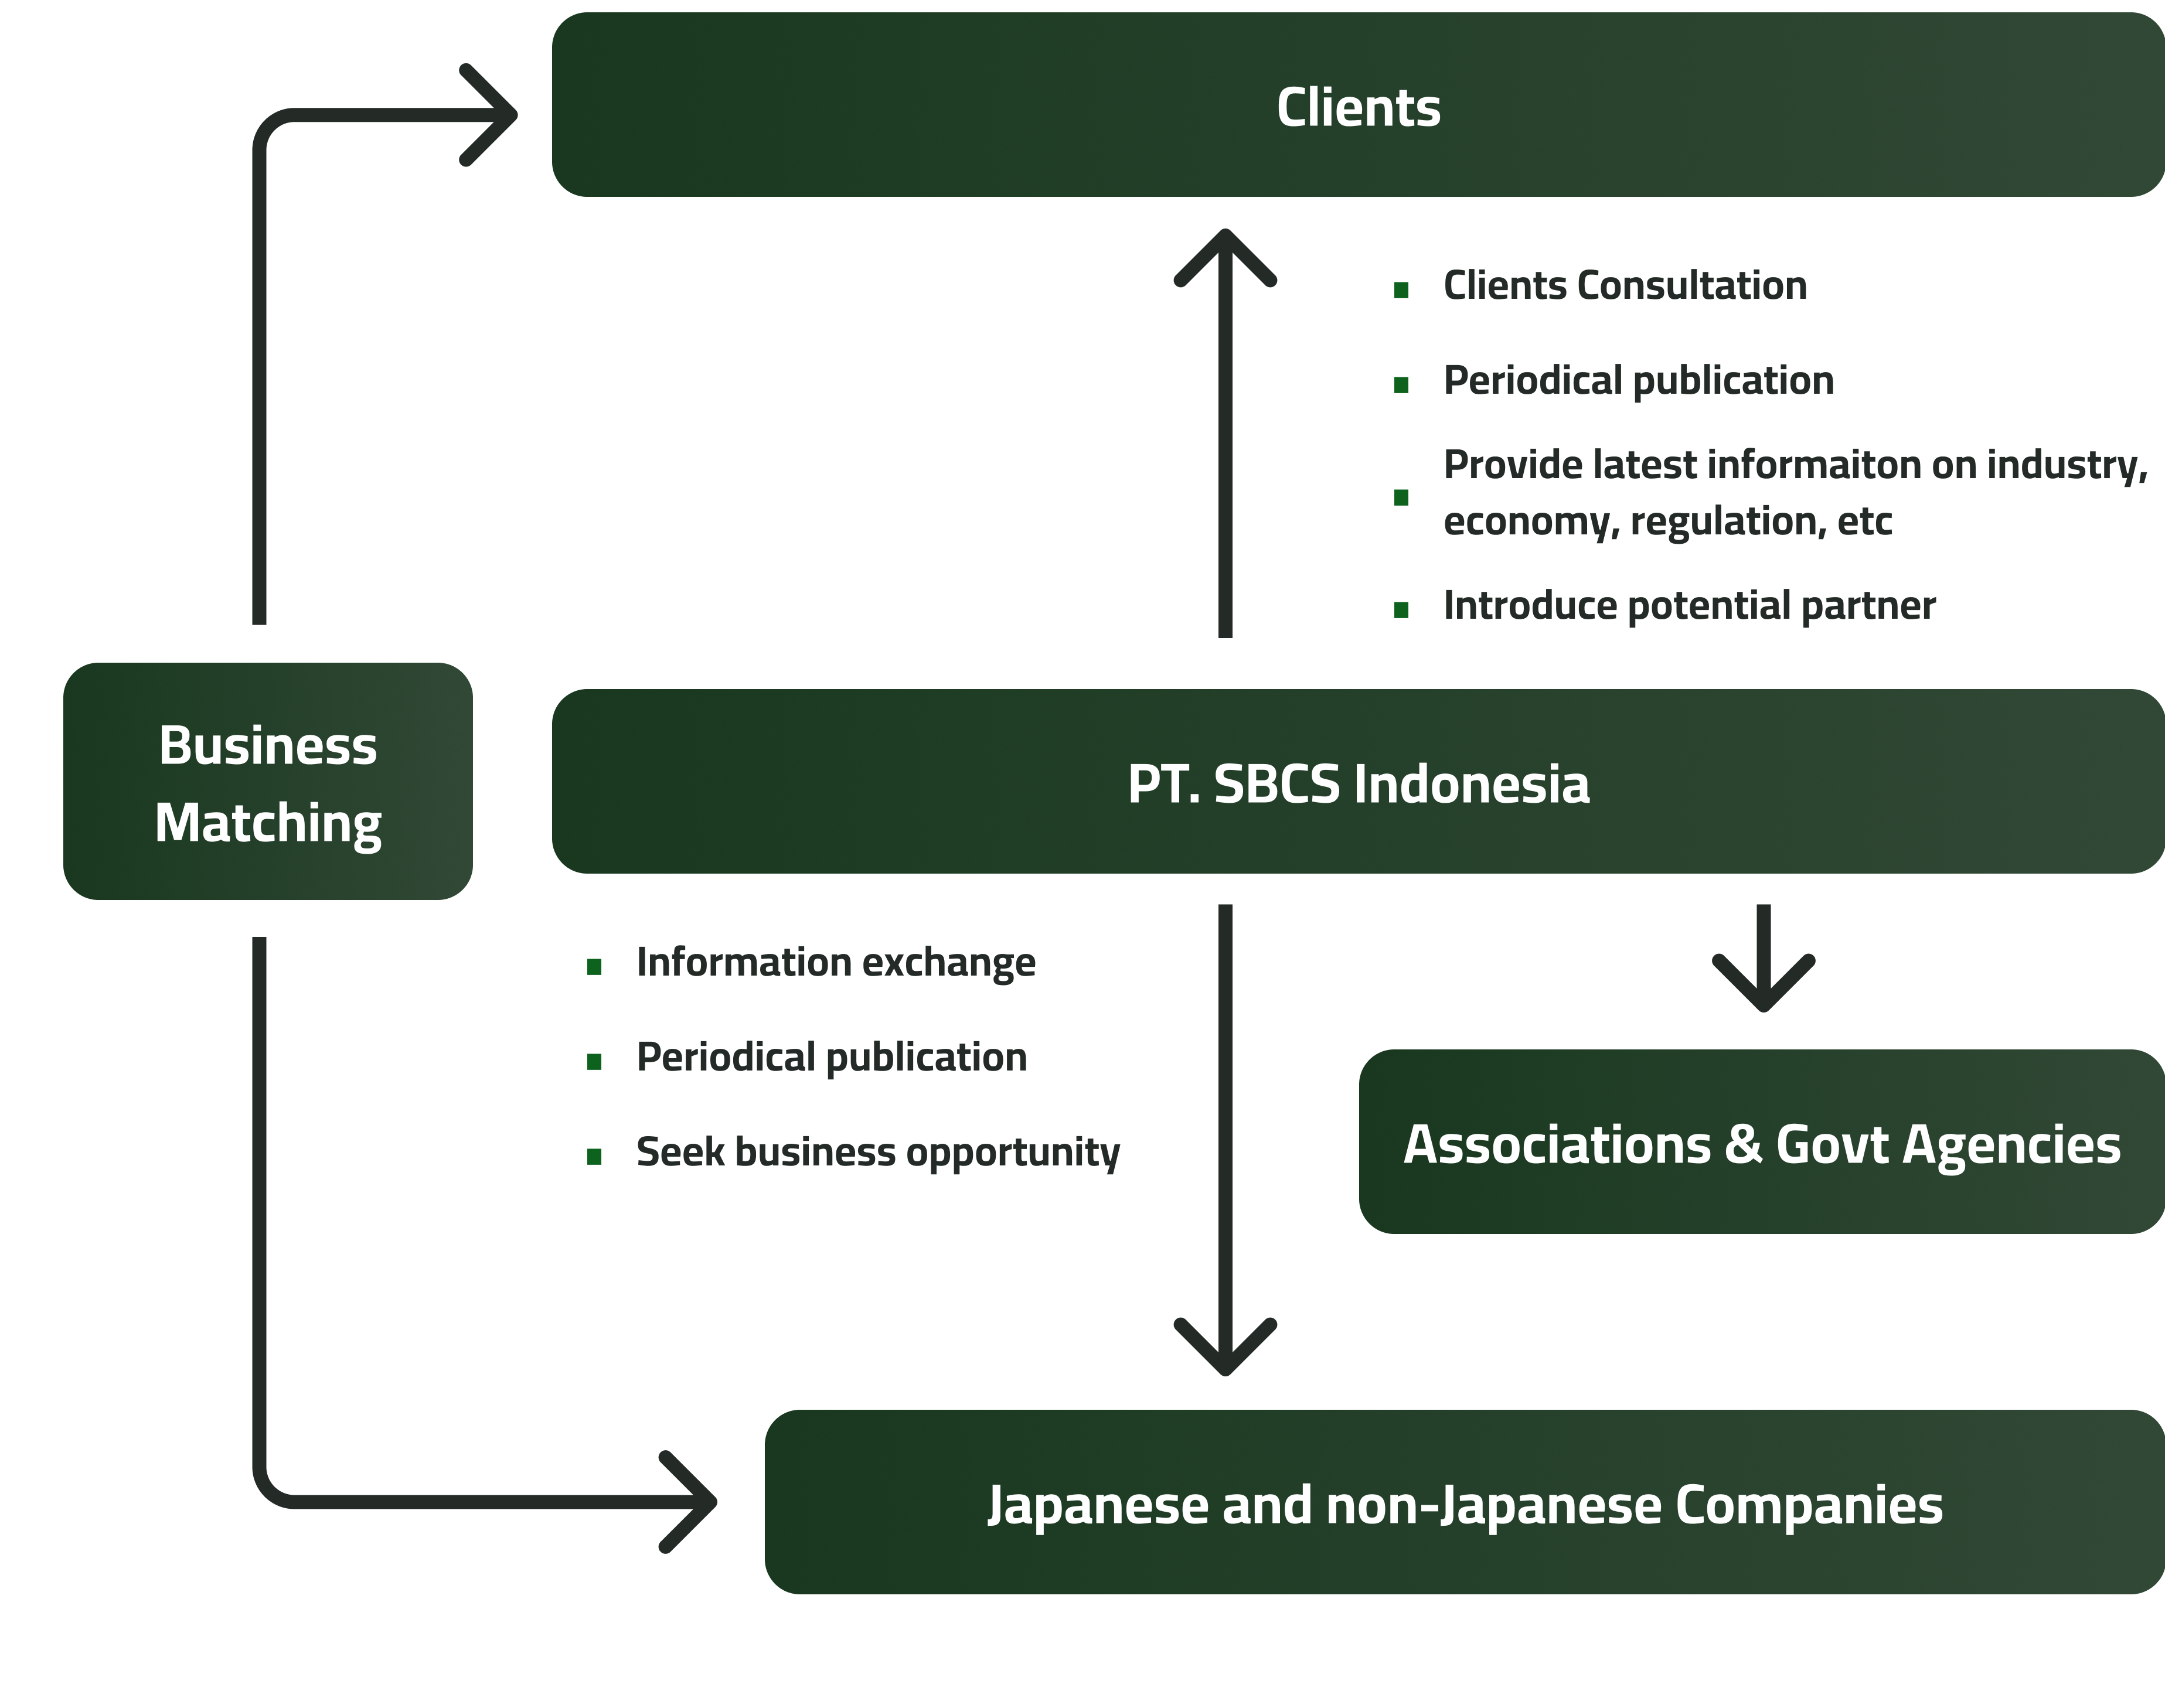 Clients
Clients Consultation
Periodical publication
Provide latest informaiton on industry,
economy, regulation, etc
Introduce potential partner
Business
Matching
PT. SBCS Indonesia
Information exchange
Periodical publication
Seek business opportunity
Associations & Govt Agencies
Japanese and non-Japanese Companies